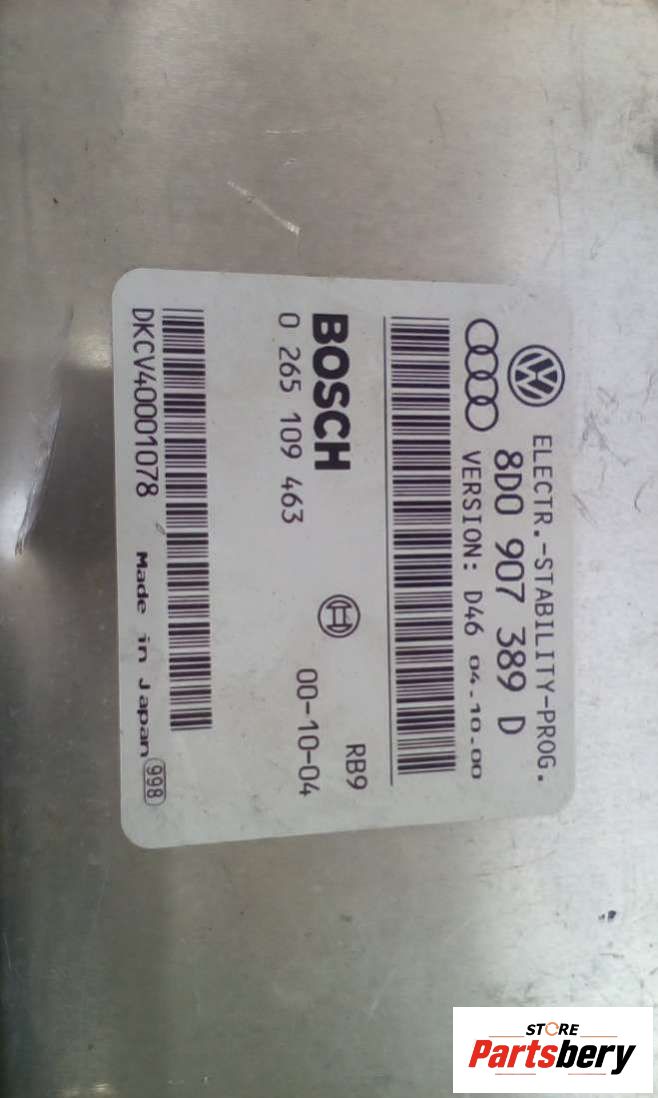 ELECTR.-STABILITY-PROG.
8D0 907 389 D
VERSION: D46 04.10.00
BOSCH
RB9
0 265 109 463
00-10-04
DKCV40001078 Made in Japan 998
STORE
Partsbery